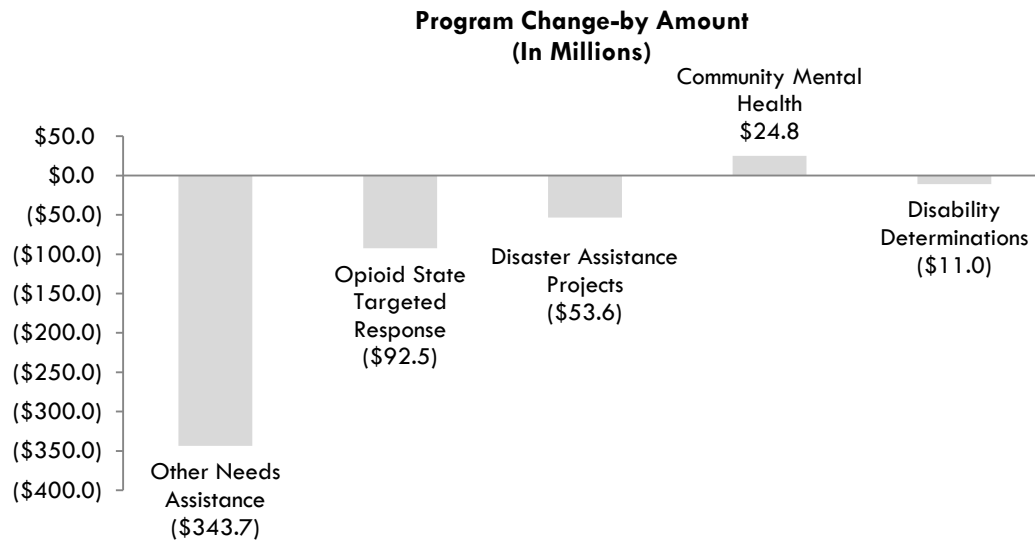 Program Change-by Amount
(In Millions)
Community Mental
Health
$24.8
$50.0
$0.0
($50.0)
($100.0)
($150.0)
($200.0)
($250.0)
($300.0)
($350.0)
($400.0)
Other Needs
Assistance
($343.7)
Opioid State
Targeted
Response
($92.5)
Disaster Assistance
Projects
($53.6)
Disability
Determinations
($11.0)